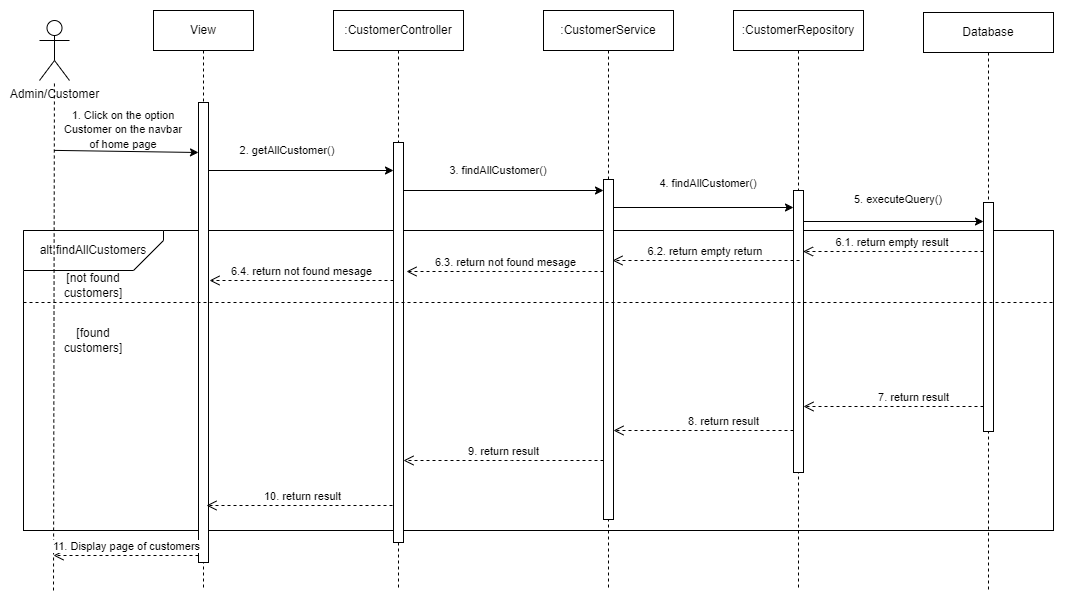 View
:CustomerController
:CustomerService
:CustomerRepository
Database
Admin/Customer
1. Click on the option
Customer on the navbar
of home page
2. getAllCustomer()
3. findAllCustomer()
4. findAllCustomer()
5. executeQuery()
alt:findAllCustomers
6.1. return empty result
6.2. return empty return
6.3. return not found mesage
6.4. return not found mesage
[not found
customers]
[found
customers]
7. return result
8. return result
9. return result
10. return result
11. Display page of customers